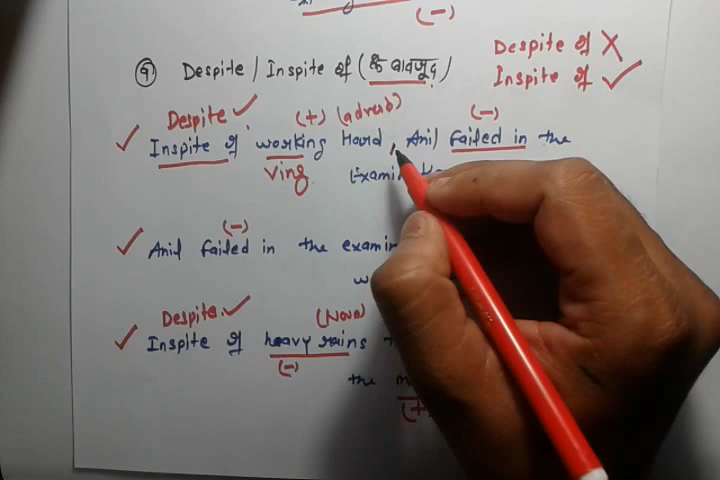 (-)
⑨ Despite / Inspite of (के बावजूद)
Despite of ✗
Inspite of ✓
Despite ✓ (+) (adverb) (-)
✓ Inspite of working Hard, Anil failed in the
Ving
(-)
✓ Anil failed in the
Despite ✓ (Noun)
✓ Inspite of heavy rains
(-) the
(+)